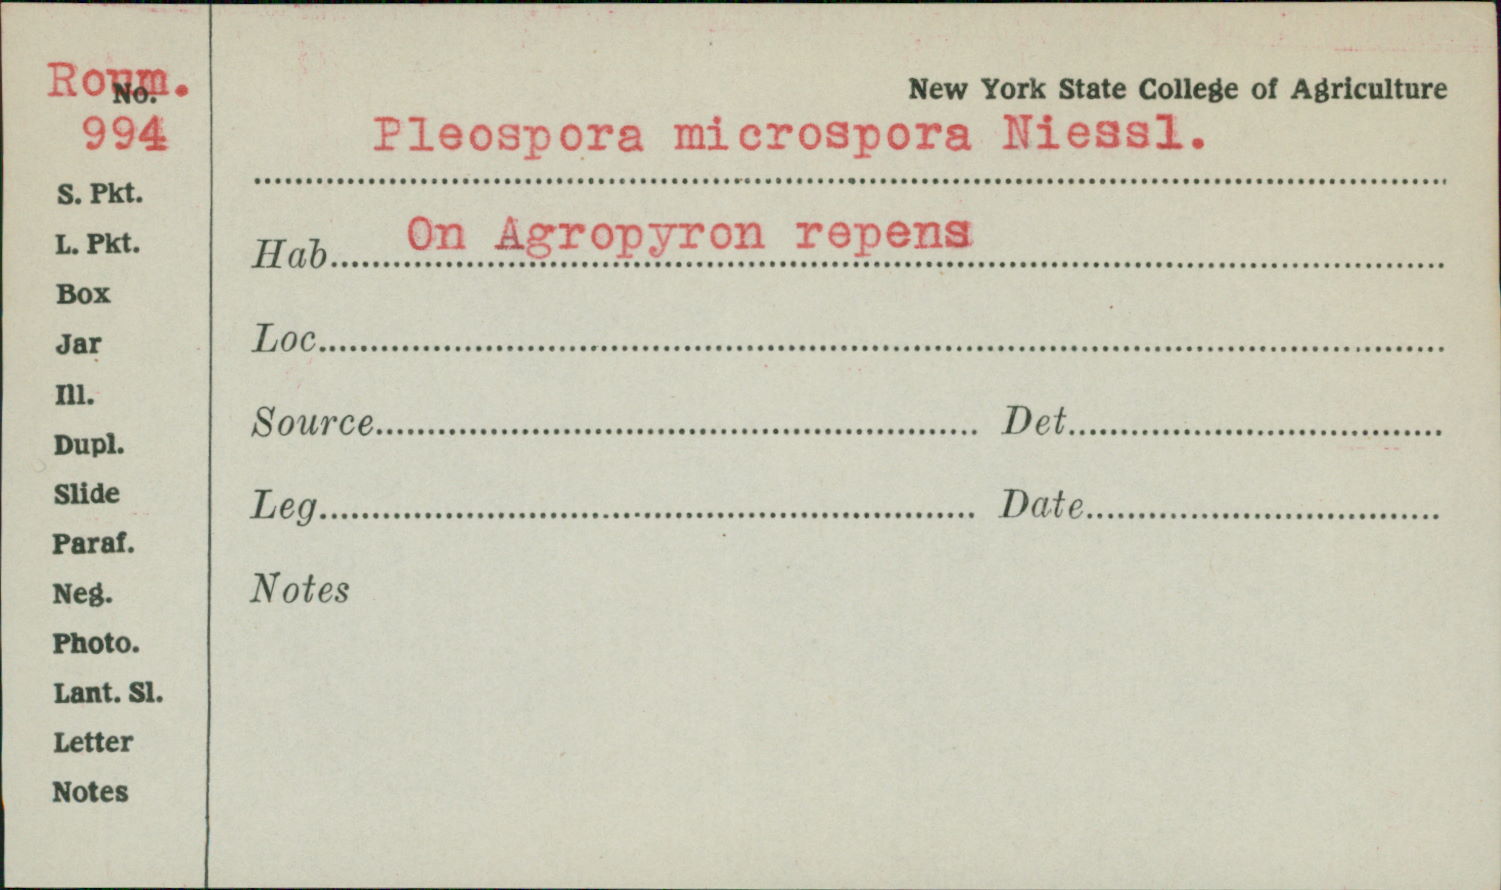 Roum.
No.
994
S. Pkt.
L. Pkt.
Box
Jar
Ill.
Dupl.
Slide
Paraf.
Neg.
Photo.
Lant. Sl.
Letter
Notes
New York State College of Agriculture
Pleospora microspora Niessl.
Hab. On Agropyron repens
Loc.
Source Det.
Leg. Date
Notes